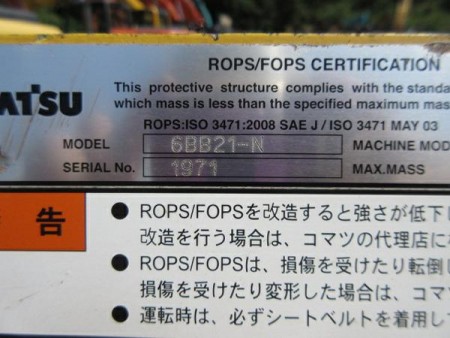 ROPS/FOPS CERTIFICATION
This protective structure complies with the standa
ATSU which mass is less than the specified maximum mas
ROPS:ISO 3471:2008 SAE J / ISO 3471 MAY 03
MODEL 6BB21-N MACHINE MOD
SERIAL No. 1971 MAX.MASS
告 ● ROPS/FOPSを改造すると強さが低下し
改造を行う場合は、コマツの代理店に
● ROPS/FOPSは、損傷を受けたり転倒し
損傷を受けたり変形した場合は、コマ
● 運転時は、必ずシートベルトを着用して